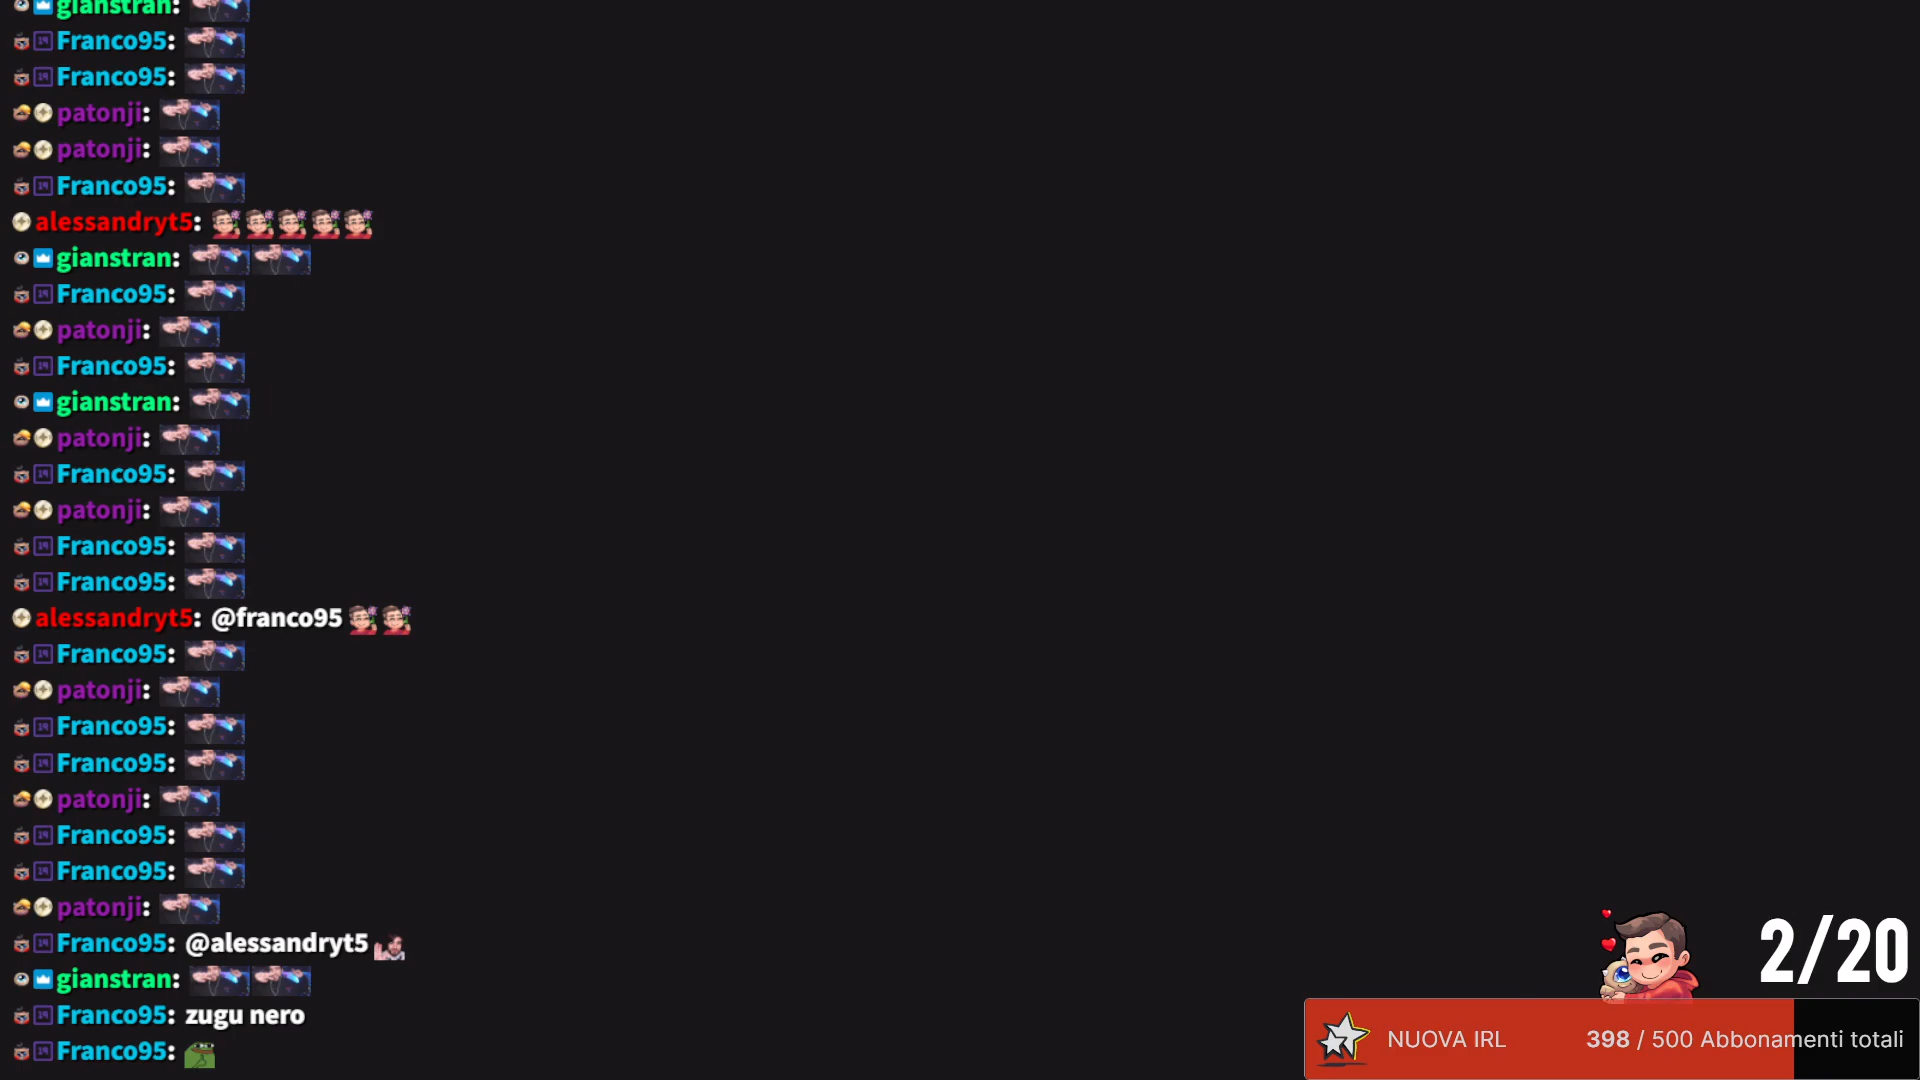 gianstran:
Franco95:
Franco95:
patonji:
patonji:
Franco95:
alessandryt5:
gianstran:
Franco95:
patonji:
Franco95:
gianstran:
patonji:
Franco95:
patonji:
Franco95:
Franco95:
alessandryt5: @franco95
Franco95:
patonji:
Franco95:
Franco95:
patonji:
Franco95:
Franco95:
patonji:
Franco95: @alessandryt5
gianstran:
Franco95: zugu nero
Franco95:
2/20
NUOVA IRL 398 / 500 Abbonamenti totali